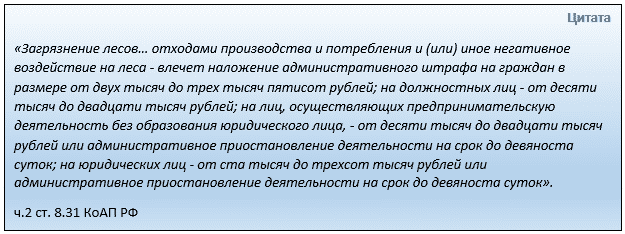 Цитата
«Загрязнение лесов... отходами производства и потребления и (или) иное негативное
воздействие на леса - влечет наложение административного штрафа на граждан в
размере от двух тысяч до трех тысяч пятисот рублей; на должностных лиц - от десяти
тысяч до двадцати тысяч рублей; на лиц, осуществляющих предпринимательскую
деятельность без образования юридического лица, - от десяти тысяч до двадцати тысяч
рублей или административное приостановление деятельности на срок до девяноста
суток; на юридических лиц - от ста тысяч до трехсот тысяч рублей или
административное приостановление деятельности на срок до девяноста суток».
ч.2 ст. 8.31 КоАП РФ